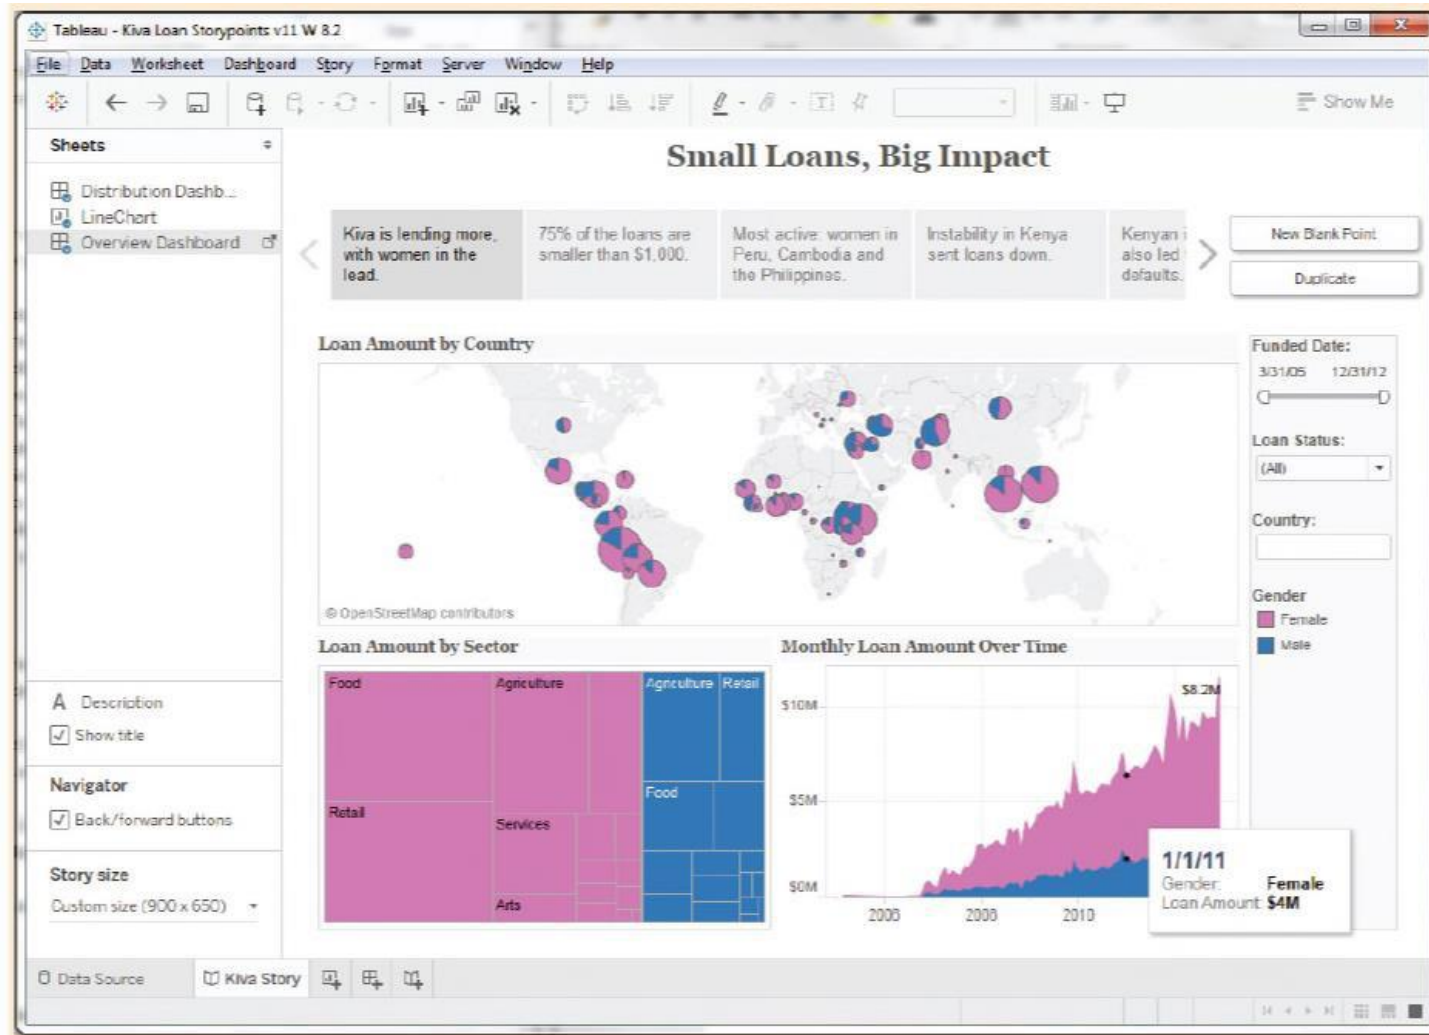 Tableau - Kiva Loan Storypoints v11 W 8.2
File Data Worksheet Dashboard Story Format Server Window Help
Show Me
Sheets
Distribution Dashb...
LineChart
Overview Dashboard
Small Loans, Big Impact
Kiva is lending more,
with women in the
lead.
75% of the loans are
smaller than $1,000.
Most active: women in
Peru, Cambodia and
the Philippines.
Instability in Kenya
sent loans down.
Kenyan i
also led
defaults.
New Blank Point
Duplicate
Loan Amount by Country
© OpenStreetMap contributors
Funded Date:
3/31/05 12/31/12
Loan Status:
(All)
Country:
Gender
Female
Male
Loan Amount by Sector
Food
Agriculture
Agriculture
Retail
Food
Retail
Services
Arts
Monthly Loan Amount Over Time
$8.2M
$10M
$5M
$0M
2006 2008 2010
1/1/11
Gender: Female
Loan Amount: $4M
A Description
Show title
Navigator
Back/forward buttons
Story size
Custom size (900 x 650)
Data Source
Kiva Story